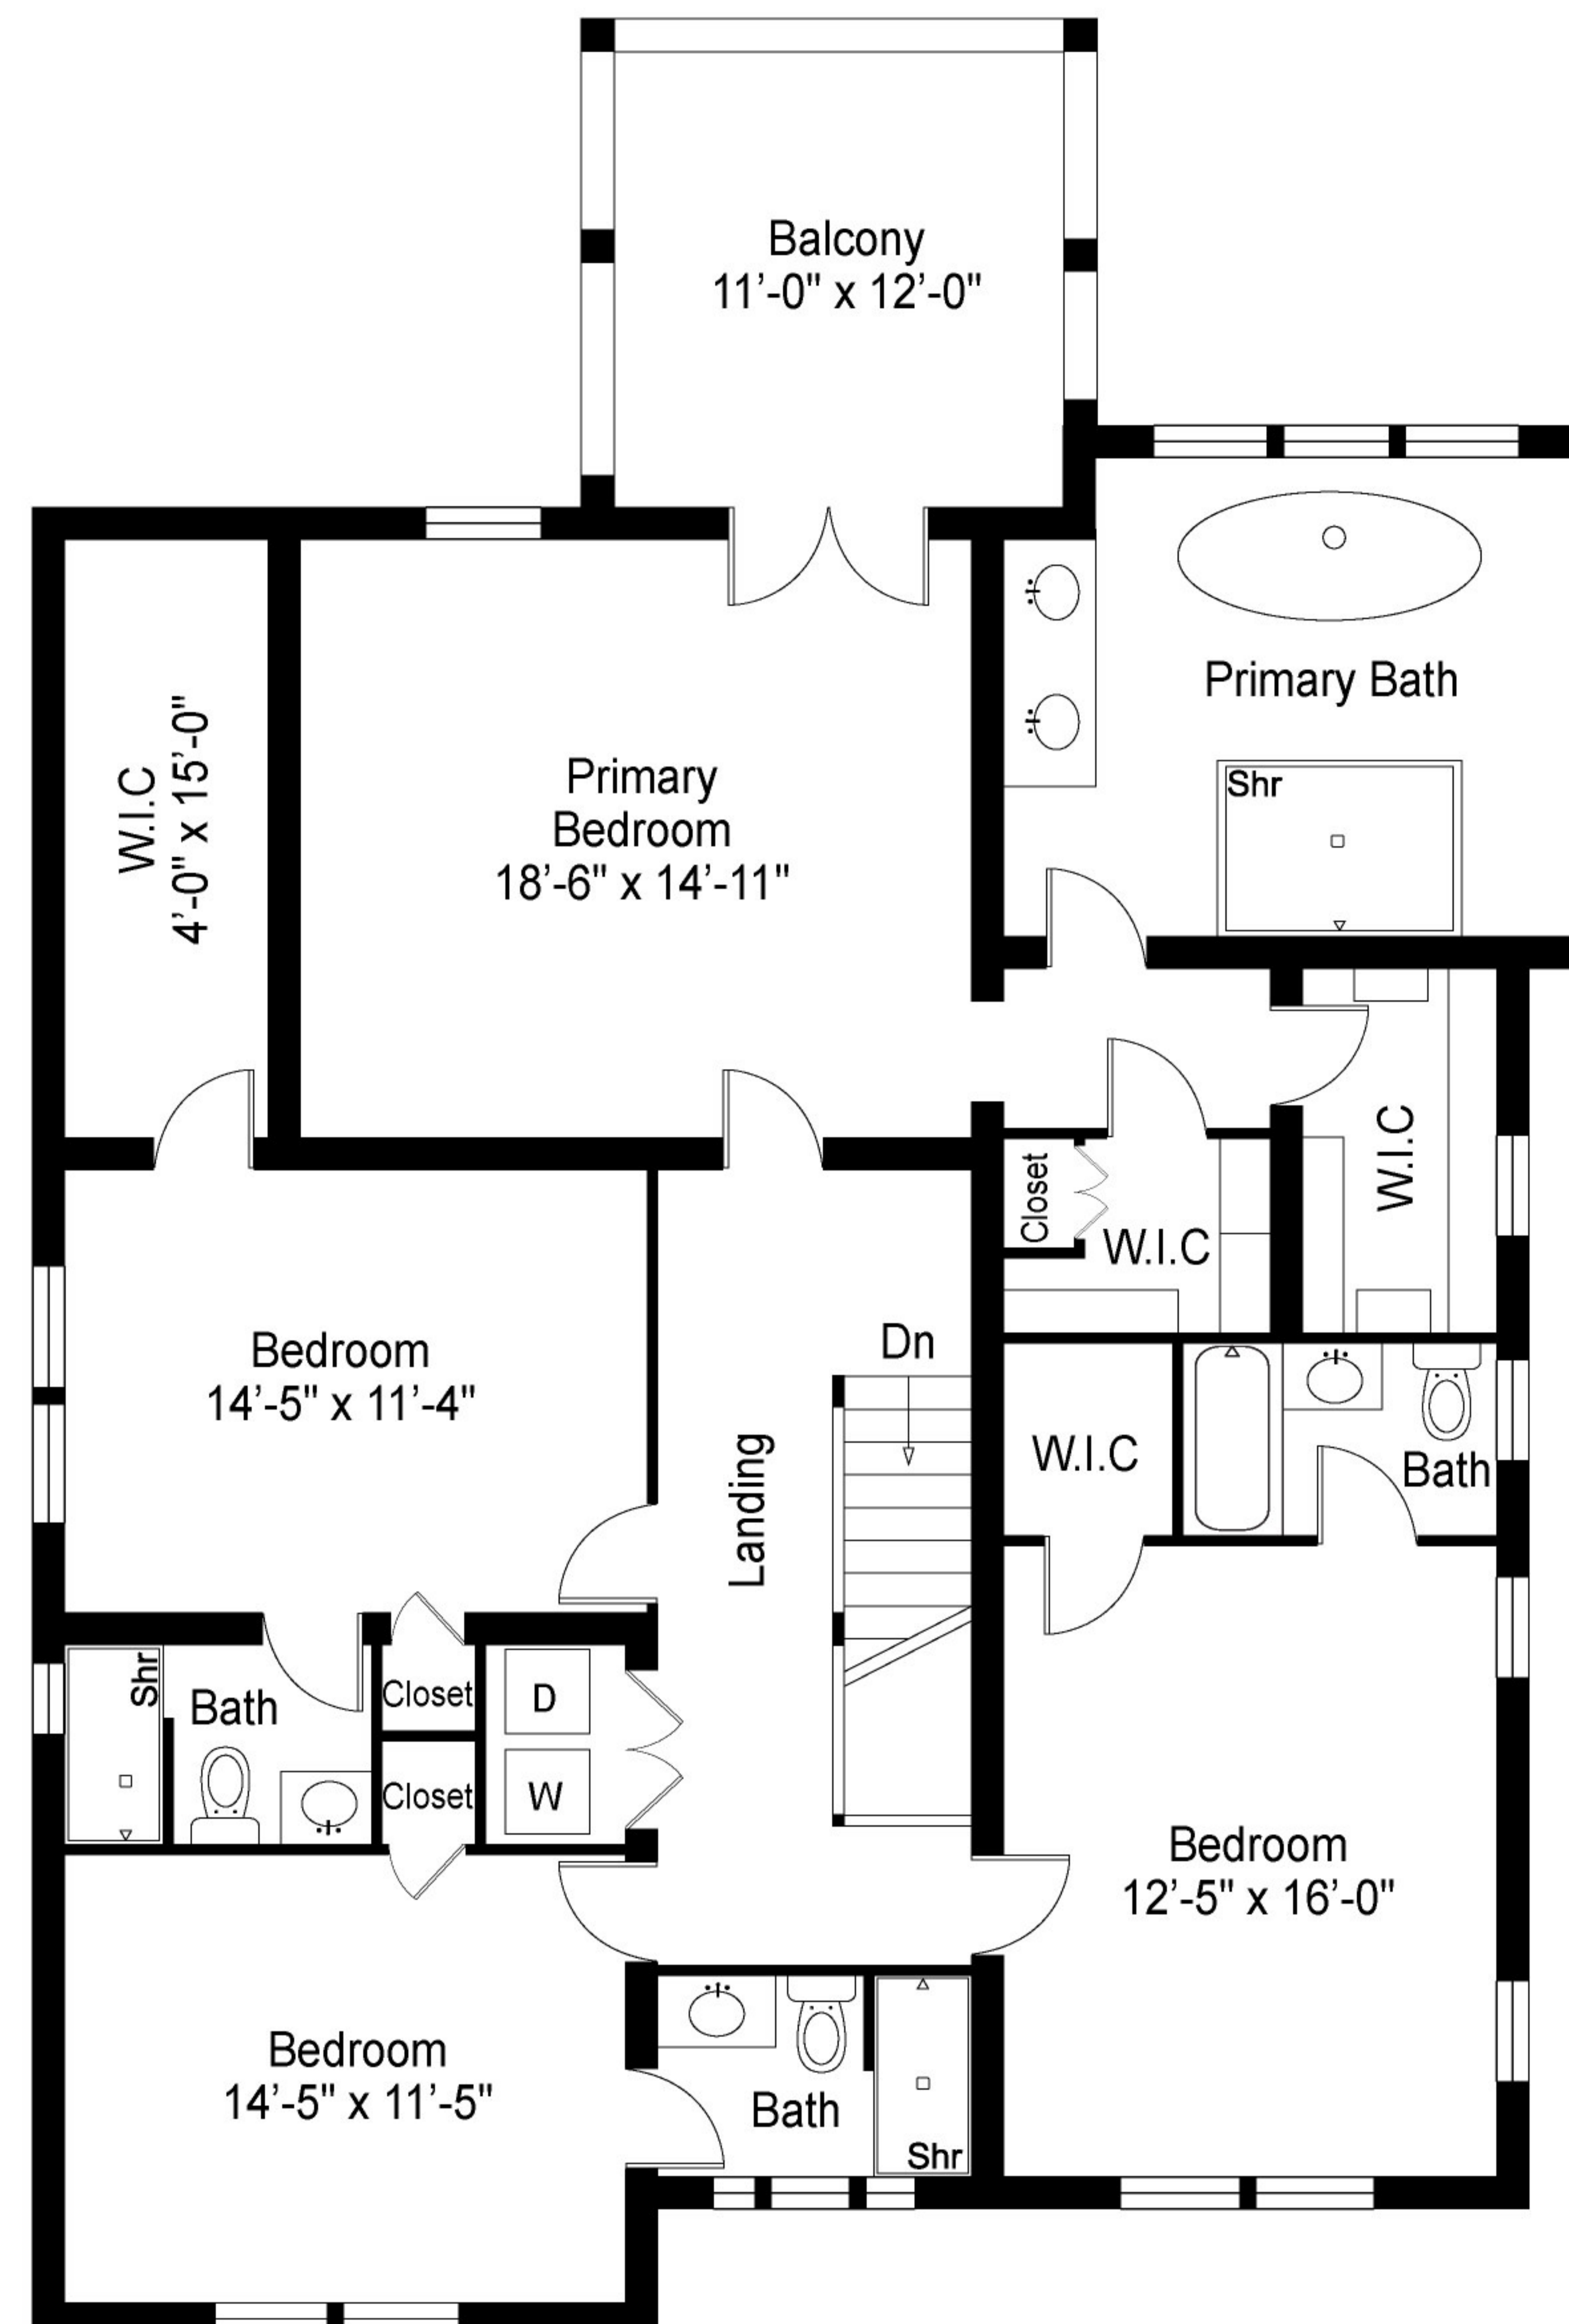 Balcony
11'-0" x 12'-0"
Primary Bath
Shr
W.I.C
4'-0" x 15'-0"
Primary
Bedroom
18'-6" x 14'-11"
W.I.C
Closet
W.I.C
Bedroom
14'-5" x 11'-4"
Dn
Landing
W.I.C
Bath
Shr
Bath
Closet
D
Closet
W
Bedroom
12'-5" x 16'-0"
Bedroom
14'-5" x 11'-5"
Bath
Shr